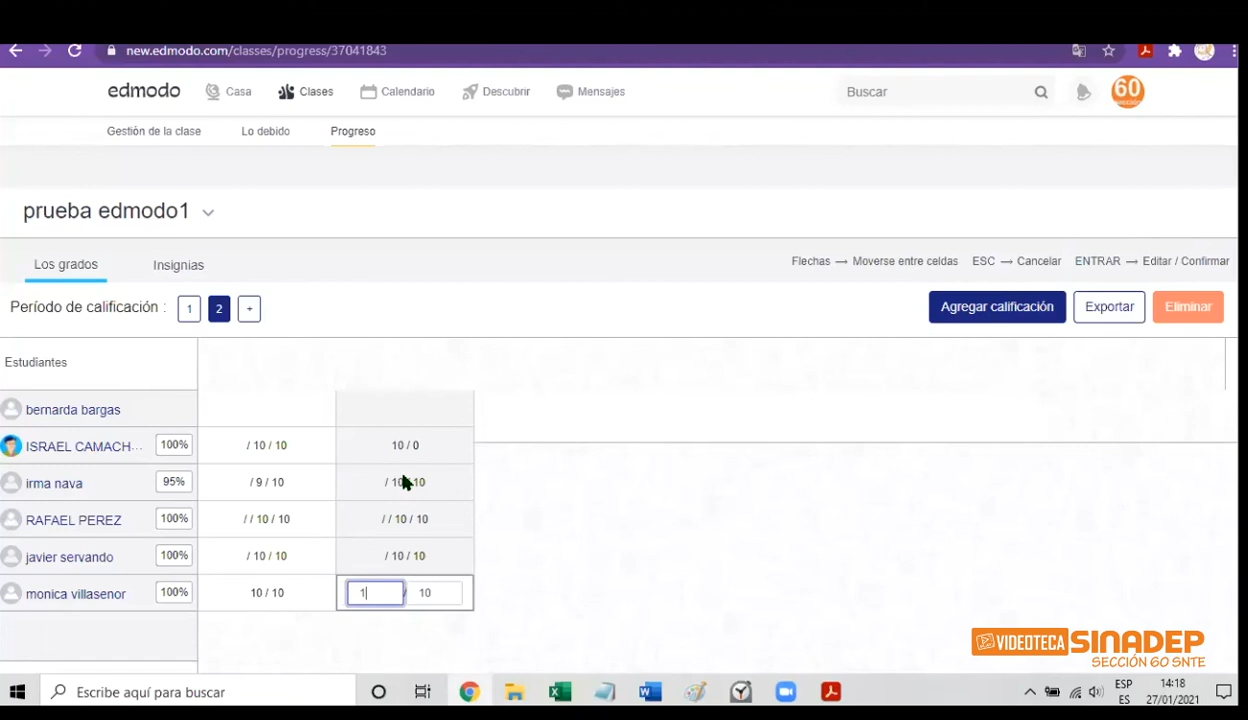 new.edmodo.com/classes/progress/37041843
edmodo Casa Clases Calendario Descubrir Mensajes Buscar 60
Gestión de la clase Lo debido Progreso
prueba edmodo1
Los grados Insignias Flechas → Moverse entre celdas ESC → Cancelar ENTRAR → Editar / Confirmar
Período de calificación : 1 2 + Agregar calificación Exportar Eliminar
Estudiantes
bernarda bargas
ISRAEL CAMACH... 100% / 10 / 10 10 / 0
irma nava 95% / 9 / 10 / 10 / 10
RAFAEL PEREZ 100% / / 10 / 10 / / 10 / 10
javier servando 100% / 10 / 10 / 10 / 10
monica villasenor 100% 10 / 10 1 / 10
VIDEOTECA SINADEP
SECCIÓN 60 SNTE
Escribe aquí para buscar ESP 14:18
ES 27/01/2021